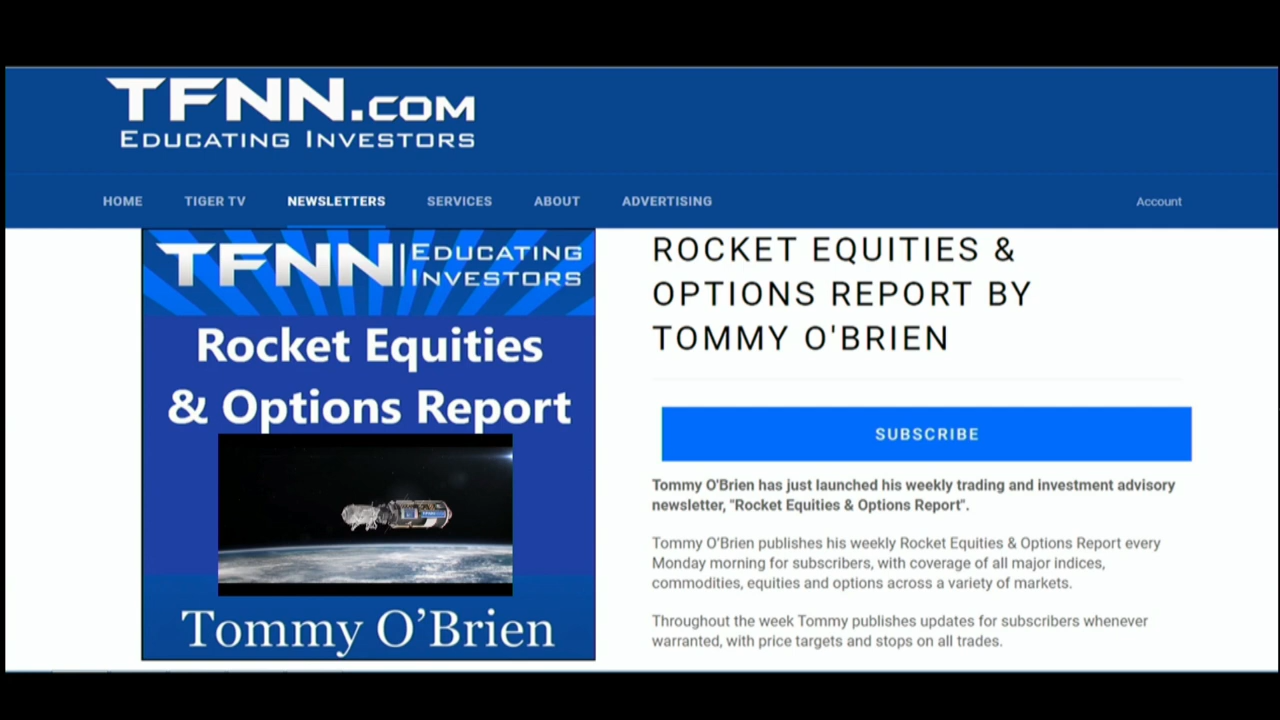 TFNN.COM
EDUCATING INVESTORS
HOME TIGER TV NEWSLETTERS SERVICES ABOUT ADVERTISING Account
TFNN | EDUCATING
INVESTORS
Rocket Equities
& Options Report
Tommy O’Brien
ROCKET EQUITIES &
OPTIONS REPORT BY
TOMMY O'BRIEN
SUBSCRIBE
Tommy O'Brien has just launched his weekly trading and investment advisory
newsletter, "Rocket Equities & Options Report".
Tommy O’Brien publishes his weekly Rocket Equities & Options Report every
Monday morning for subscribers, with coverage of all major indices,
commodities, equities and options across a variety of markets.
Throughout the week Tommy publishes updates for subscribers whenever
warranted, with price targets and stops on all trades.